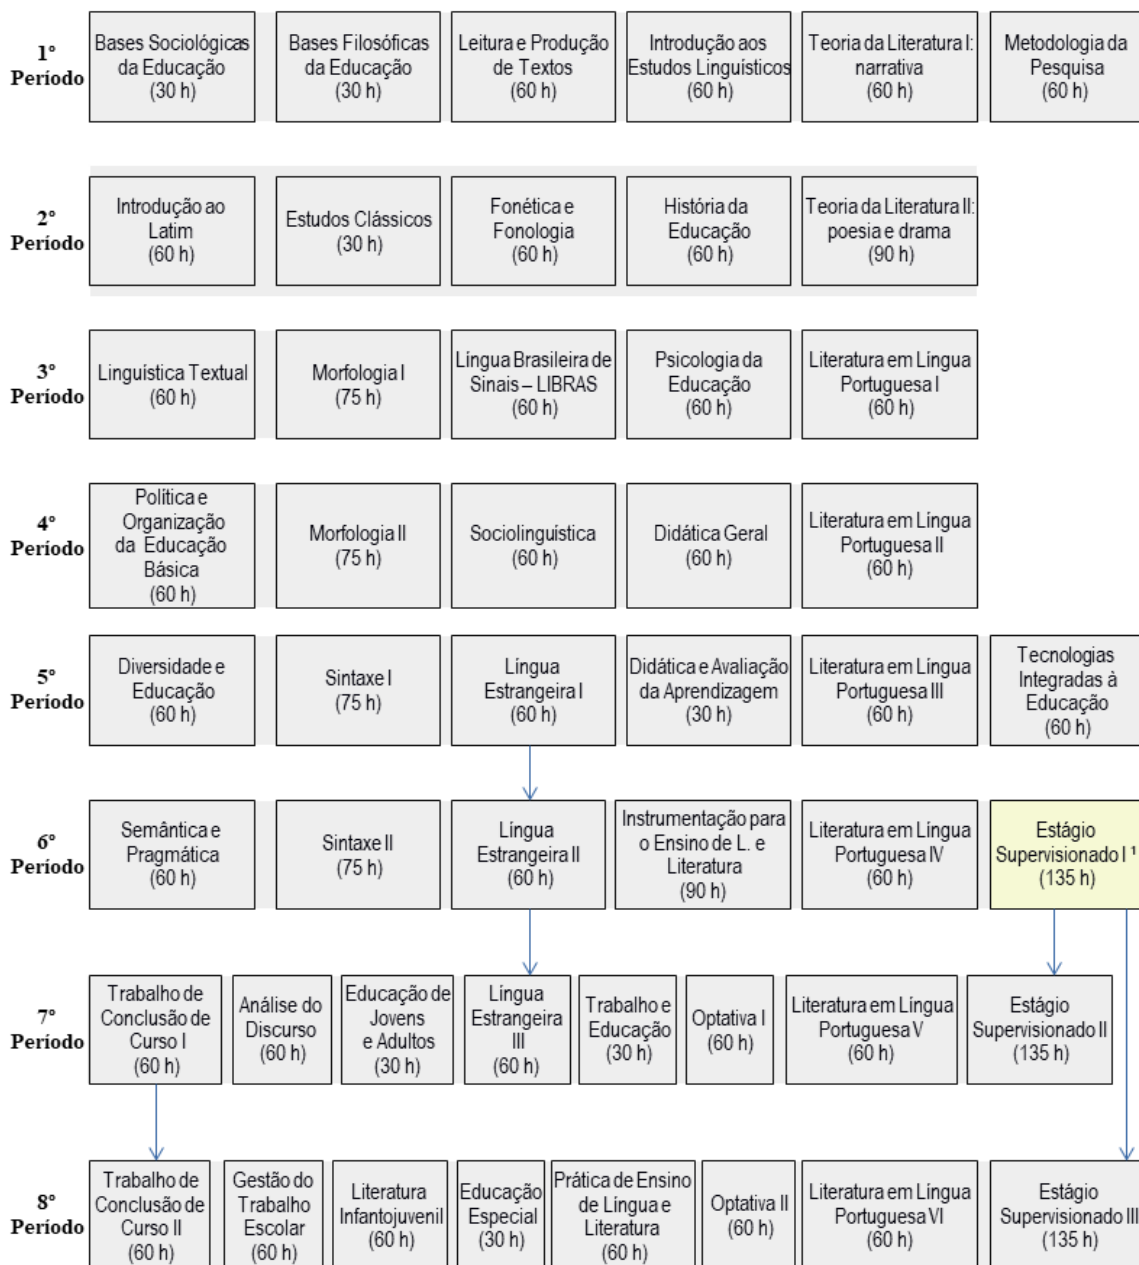 1°
Período
Bases Sociológicas
da Educação
(30 h)
Bases Filosóficas
da Educação
(30 h)
Leitura e Produção
de Textos
(60 h)
Introdução aos
Estudos Linguísticos
(60 h)
Teoria da Literatura I:
narrativa
(60 h)
Metodologia da
Pesquisa
(60 h)
2°
Período
Introdução ao
Latim
(60 h)
Estudos Clássicos
(30 h)
Fonética e
Fonologia
(60 h)
História da
Educação
(60 h)
Teoria da Literatura II:
poesia e drama
(90 h)
3°
Período
Linguística Textual
(60 h)
Morfologia I
(75 h)
Língua Brasileira de
Sinais – LIBRAS
(60 h)
Psicologia da
Educação
(60 h)
Literatura em Língua
Portuguesa I
(60 h)
4°
Período
Política e
Organização
da Educação
Básica
(60 h)
Morfologia II
(75 h)
Sociolinguística
(60 h)
Didática Geral
(60 h)
Literatura em Língua
Portuguesa II
(60 h)
5°
Período
Diversidade e
Educação
(60 h)
Sintaxe I
(75 h)
Língua
Estrangeira I
(60 h)
Didática e Avaliação
da Aprendizagem
(30 h)
Literatura em Língua
Portuguesa III
(60 h)
Tecnologias
Integradas à
Educação
(60 h)
6°
Período
Semântica e
Pragmática
(60 h)
Sintaxe II
(75 h)
Língua
Estrangeira II
(60 h)
Instrumentação para
o Ensino de L. e
Literatura
(90 h)
Literatura em Língua
Portuguesa IV
(60 h)
Estágio
Supervisionado I ¹
(135 h)
7°
Período
Trabalho de
Conclusão de
Curso I
(60 h)
Análise do
Discurso
(60 h)
Educação de
Jovens
e Adultos
(30 h)
Língua
Estrangeira
III
(60 h)
Trabalho e
Educação
(30 h)
Optativa I
(60 h)
Literatura em Língua
Portuguesa V
(60 h)
Estágio
Supervisionado II
(135 h)
8°
Período
Trabalho de
Conclusão de
Curso II
(60 h)
Gestão do
Trabalho
Escolar
(60 h)
Literatura
Infantojuvenil
(60 h)
Educação
Especial
(30 h)
Prática de Ensino
de Língua e
Literatura
(60 h)
Optativa II
(60 h)
Literatura em Língua
Portuguesa VI
(60 h)
Estágio
Supervisionado III
(135 h)